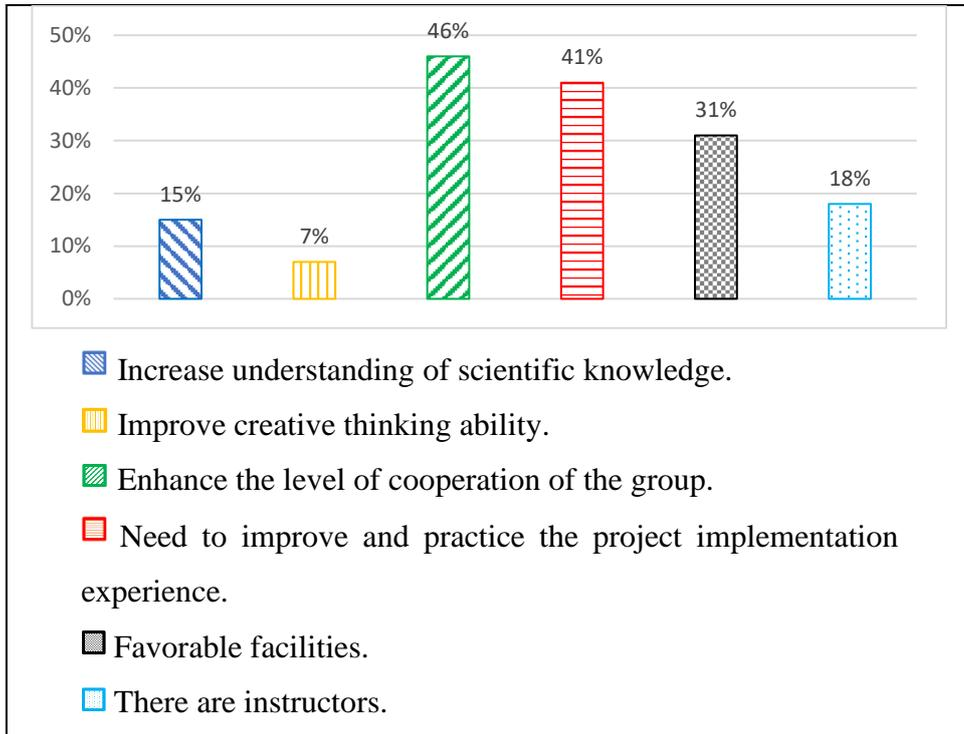 50%
46%
41%
40%
31%
30%
18%
20%
15%
10%
7%
0%
Increase understanding of scientific knowledge.
Improve creative thinking ability.
Enhance the level of cooperation of the group.
Need to improve and practice the project implementation
experience.
Favorable facilities.
There are instructors.